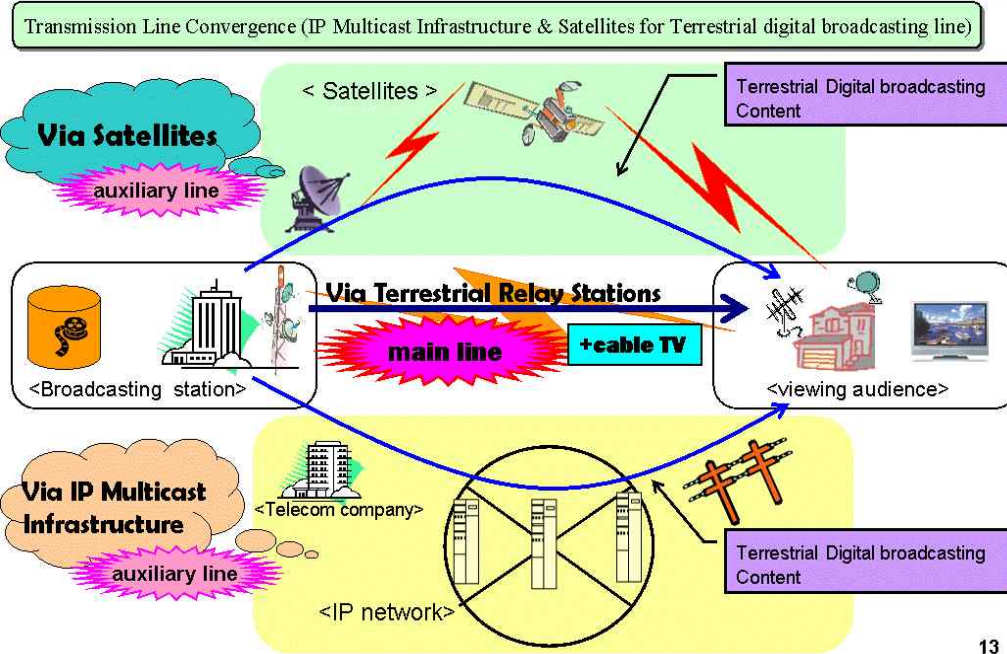 Transmission Line Convergence (IP Multicast Infrastructure & Satellites for Terrestrial digital broadcasting line)
< Satellites >
Terrestrial Digital broadcasting
Content
Via Satellites
auxiliary line
Via Terrestrial Relay Stations
main line
+cable TV
<Broadcasting station>
<viewing audience>
Via IP Multicast
Infrastructure
auxiliary line
<Telecom company>
<IP network>
Terrestrial Digital broadcasting
Content
13